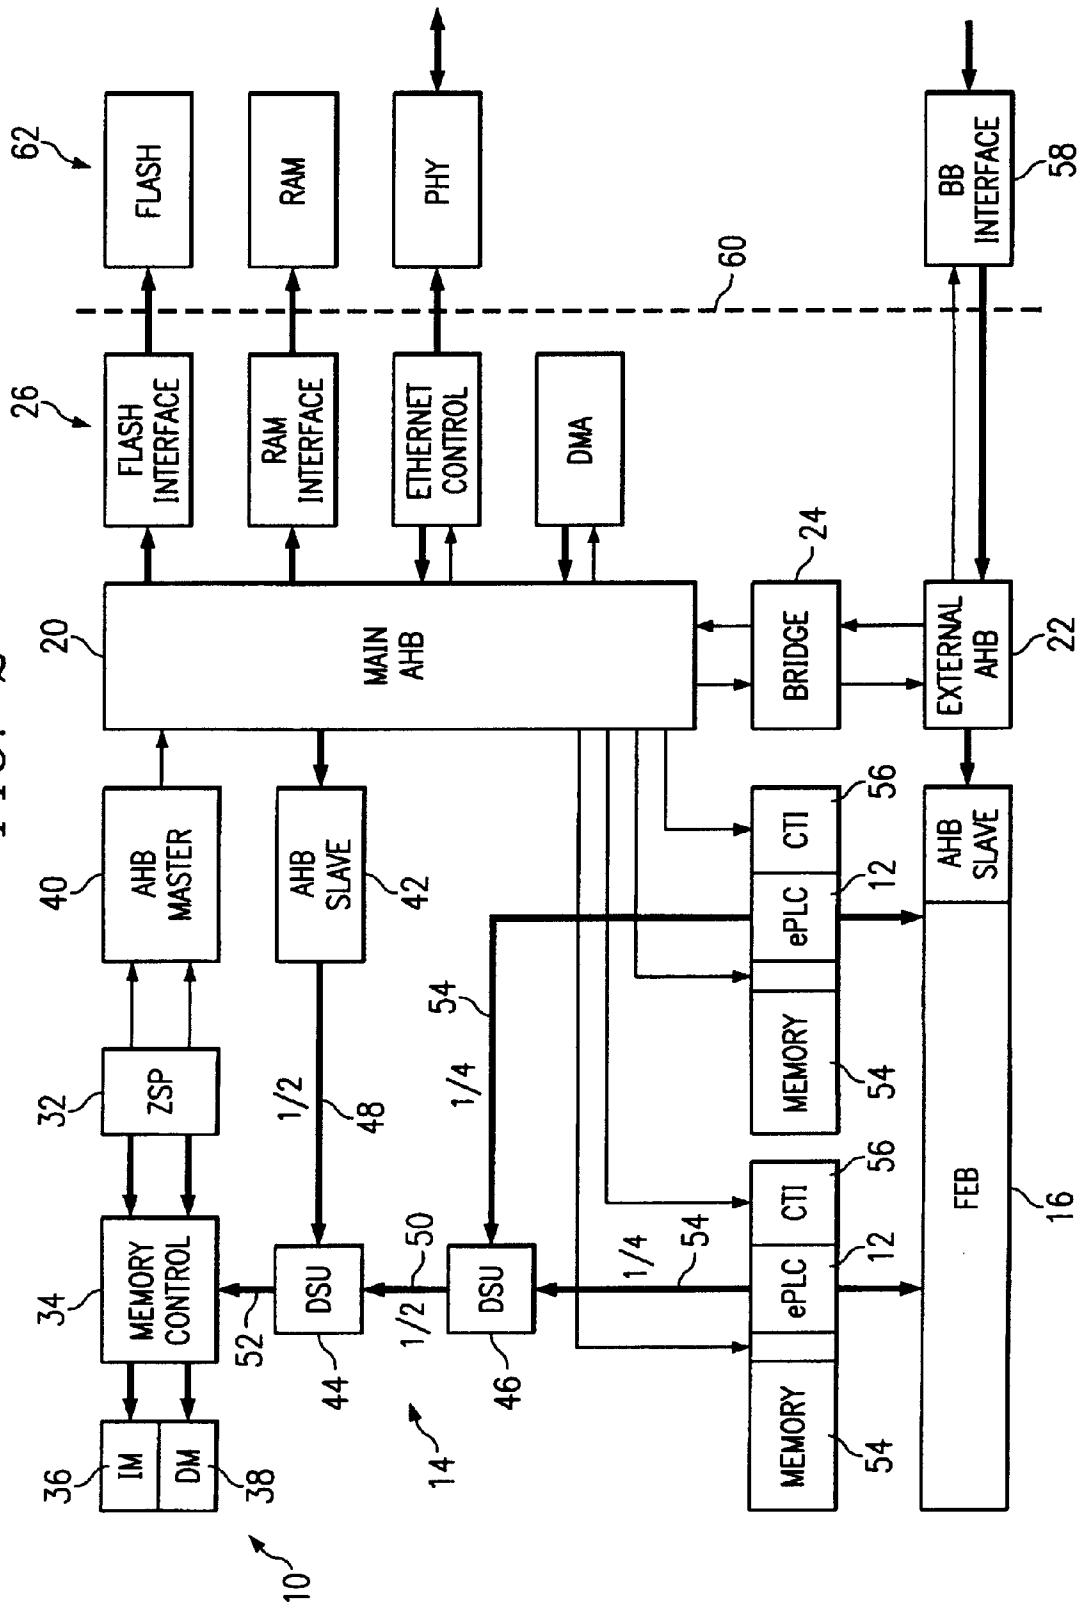 62
FLASH
RAM
PHY
BB
INTERFACE
58
60
26
FLASH
INTERFACE
RAM
INTERFACE
ETHERNET
CONTROL
DMA
20
MAIN
AHB
BRIDGE
24
EXTERNAL
AHB
22
40
AHB
MASTER
AHB
SLAVE
42
CTI
56
AHB
SLAVE
ePLC
12
32
ZSP
1/2
48
54
1/4
MEMORY
54
34
MEMORY
CONTROL
52
DSU
44
50
1/2
DSU
46
1/4
54
CTI
56
ePLC
12
FEB
16
36
IM
DM
38
14
MEMORY
54
10